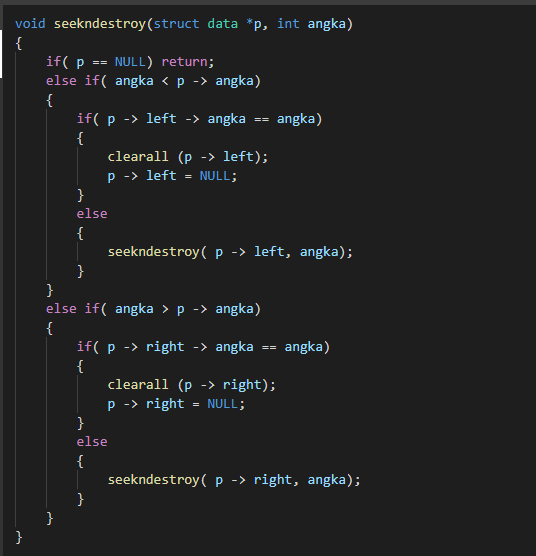 void seekndestroy(struct data *p, int angka)
{
    if( p == NULL) return;
    else if( angka < p -> angka)
    {
        if( p -> left -> angka == angka)
        {
            clearall (p -> left);
            p -> left = NULL;
        }
        else
        {
            seekndestroy( p -> left, angka);
        }
    }
    else if( angka > p -> angka)
    {
        if( p -> right -> angka == angka)
        {
            clearall (p -> right);
            p -> right = NULL;
        }
        else
        {
            seekndestroy( p -> right, angka);
        }
    }
}